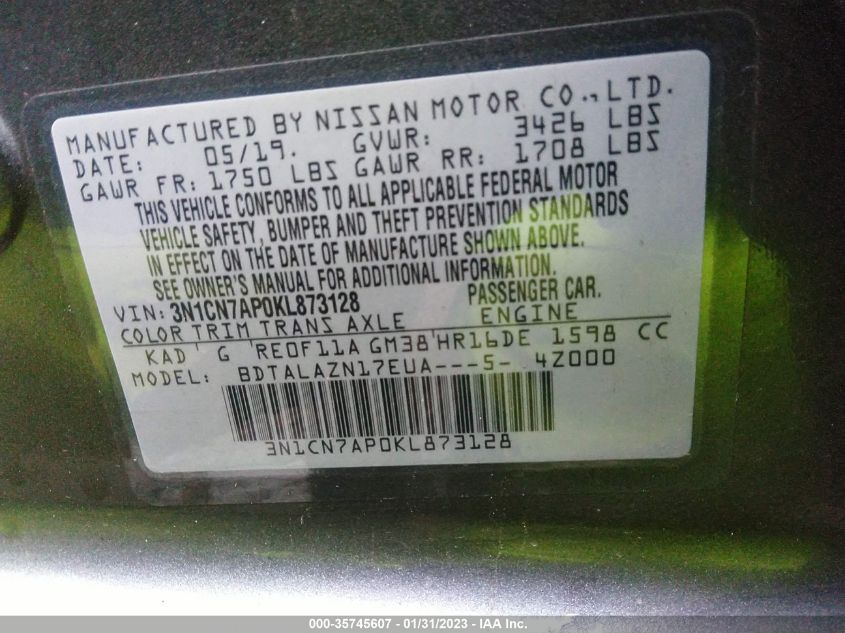 MANUFACTURED BY NISSAN MOTOR CO., LTD.
DATE: 05/19. GVWR: 3426 LBS
GAWR FR: 1750 LBS GAWR RR: 1708 LBS
THIS VEHICLE CONFORMS TO ALL APPLICABLE FEDERAL MOTOR
VEHICLE SAFETY, BUMPER AND THEFT PREVENTION STANDARDS
IN EFFECT ON THE DATE OF MANUFACTURE SHOWN ABOVE.
SEE OWNER'S MANUAL FOR ADDITIONAL INFORMATION.
VIN: 3N1CN7AP0KL873128 PASSENGER CAR.
COLOR TRIM TRANS AXLE ENGINE
KAD G RE0F11A GM38 HR16DE 1598 CC
MODEL: BDTALAZN17EUA---5- 4Z000
3N1CN7AP0KL873128
000-35745607 - 01/31/2023 - IAA Inc.